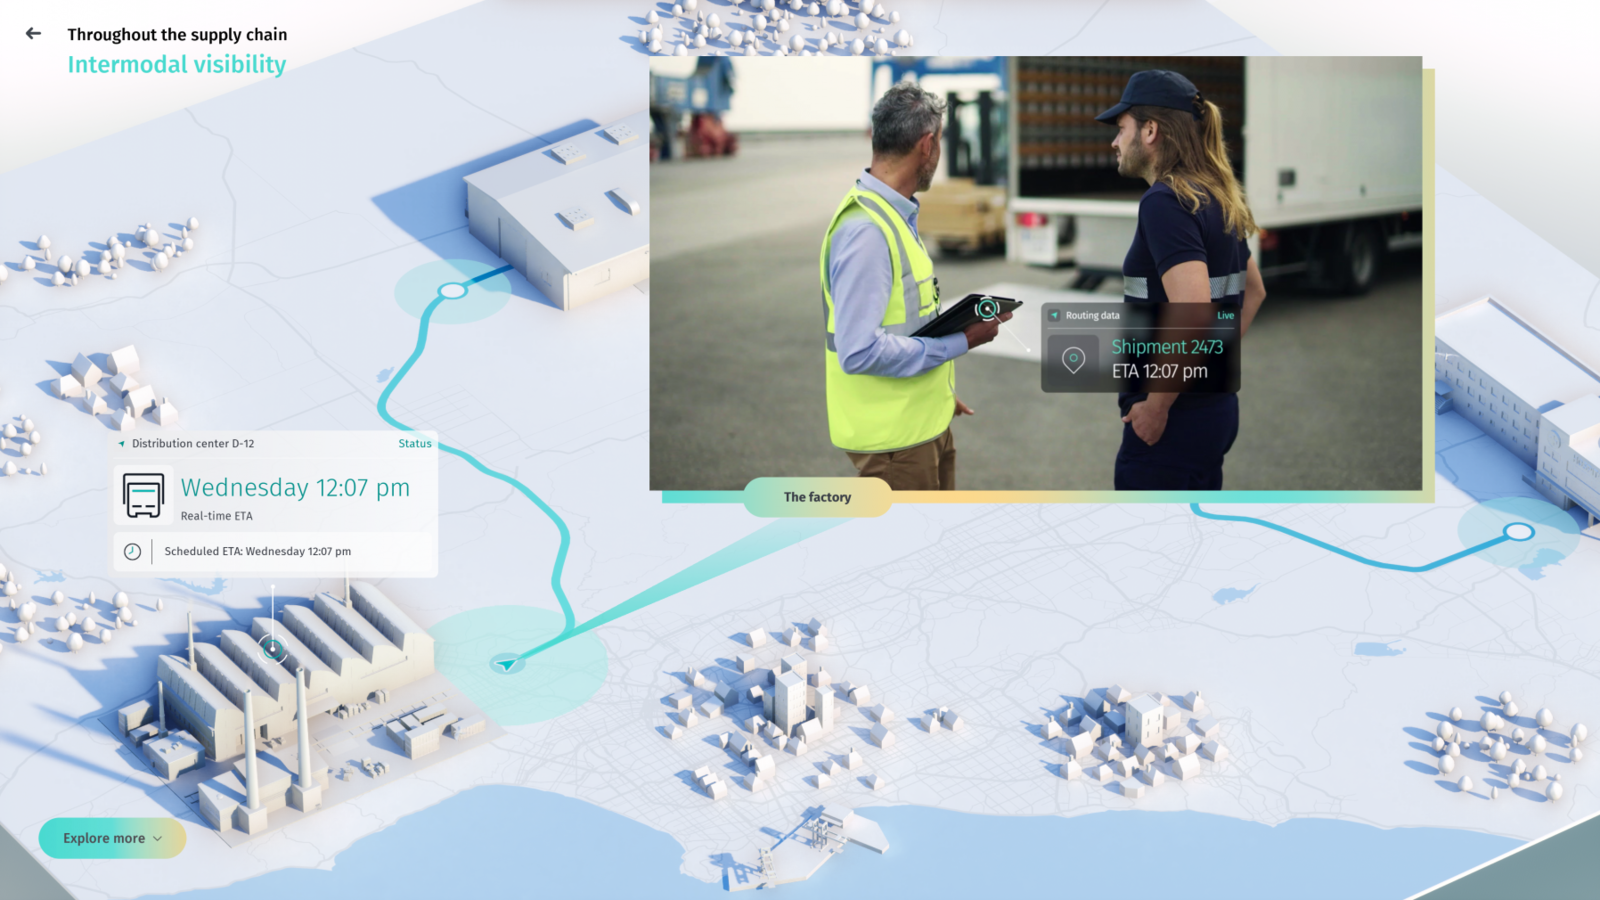 Throughout the supply chain
Intermodal visibility
Routing data
Live
Shipment 2473
ETA 12:07 pm
Distribution center D-12
Status
Wednesday 12:07 pm
Real-time ETA
Scheduled ETA: Wednesday 12:07 pm
The factory
Explore more